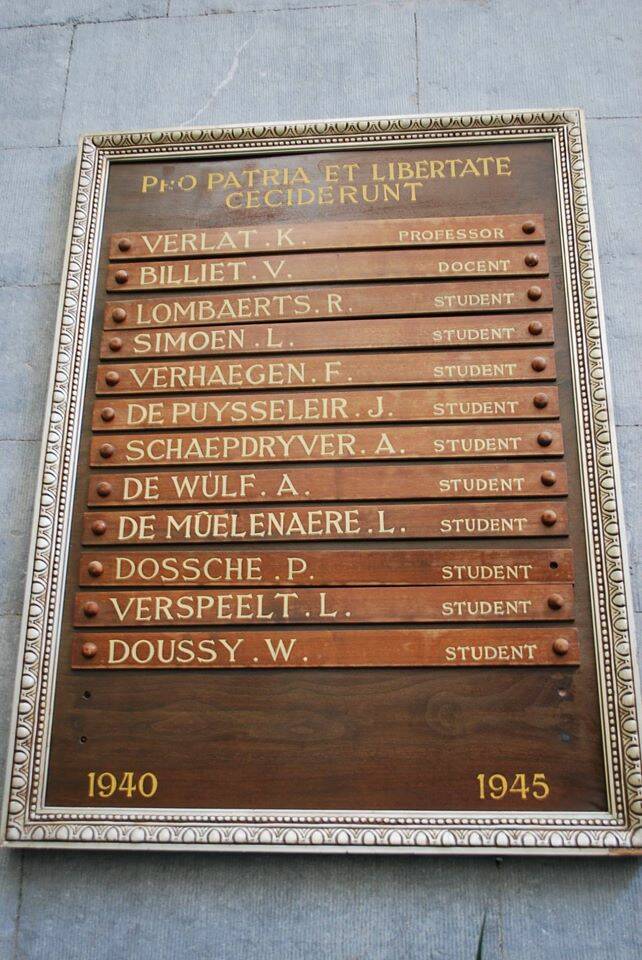 PRO PATRIA ET LIBERTATE
CECIDERUNT
VERLAT . K. PROFESSOR
BILLIET . V. DOCENT
LOMBAERTS . R. STUDENT
SIMOEN . L. STUDENT
VERHAEGEN . F. STUDENT
DE PUYSSELEIR . J. STUDENT
SCHAEPDRYVER . A. STUDENT
DE WULF . A. STUDENT
DE MÛELENAERE . L. STUDENT
DOSSCHE . P. STUDENT
VERSPEELT . L. STUDENT
DOUSSY . W. STUDENT
1940 1945